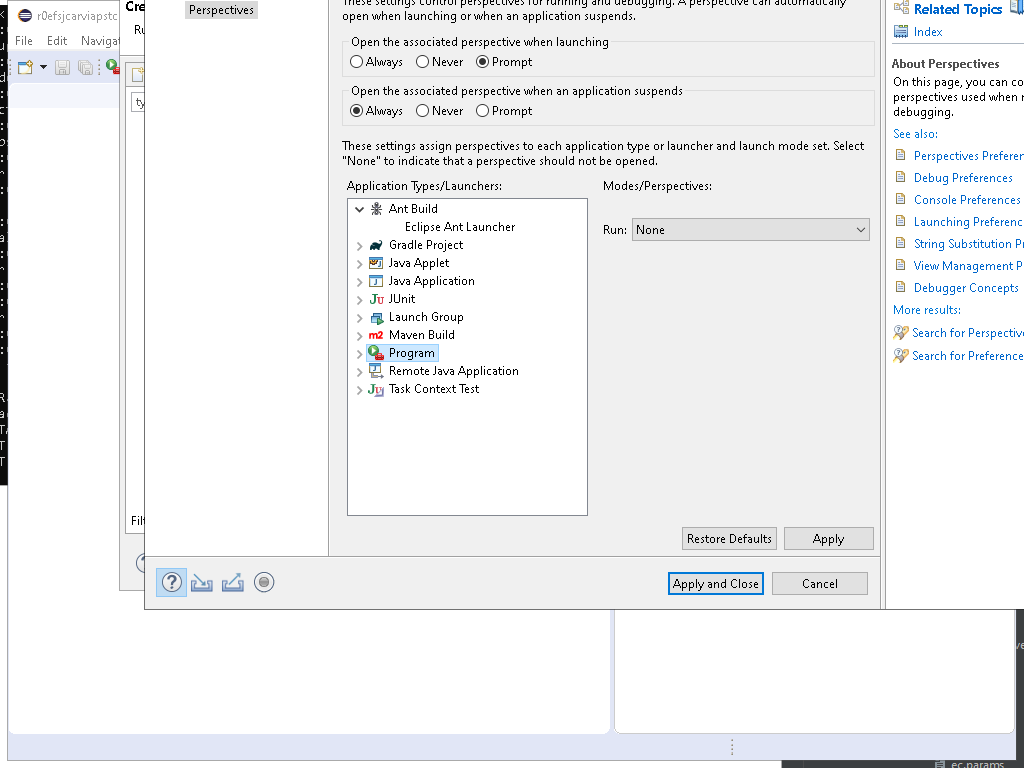 r0efsjcarviapstc
Cre
File Edit Navigat
Ru
ty
Filt
Perspectives
These settings control perspectives for running and debugging. A perspective can automatically
open when launching or when an application suspends.
Open the associated perspective when launching
Always Never Prompt
Open the associated perspective when an application suspends
Always Never Prompt
These settings assign perspectives to each application type or launcher and launch mode set. Select
"None" to indicate that a perspective should not be opened.
Application Types/Launchers:
Modes/Perspectives:
Ant Build
Eclipse Ant Launcher
Gradle Project
Java Applet
Java Application
JUnit
Launch Group
Maven Build
Program
Remote Java Application
Task Context Test
Run: None
Restore Defaults Apply
Apply and Close Cancel
Related Topics
Index
About Perspectives
On this page, you can co
perspectives used when r
debugging.
See also:
Perspectives Preferen
Debug Preferences
Console Preferences
Launching Preferenc
String Substitution Pr
View Management P
Debugger Concepts
More results:
Search for Perspective
Search for Preference
ec.params